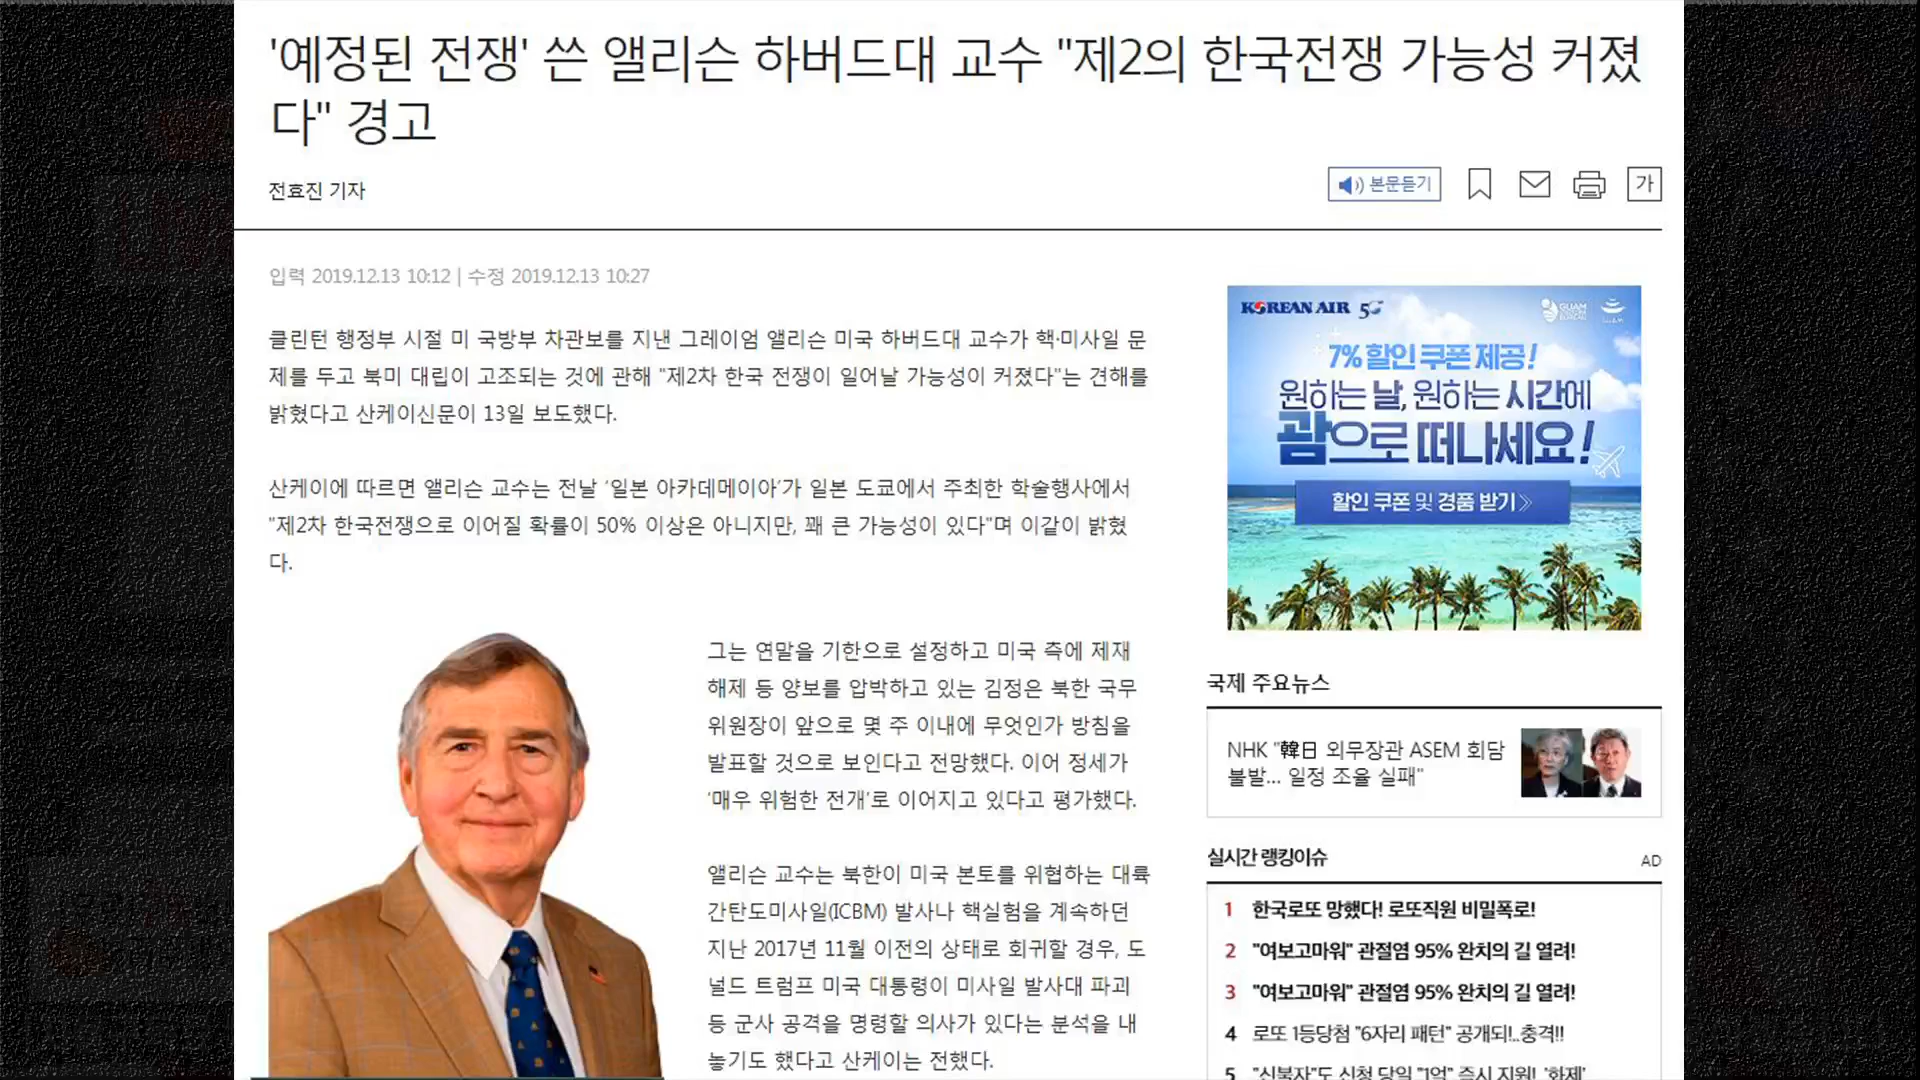 '예정된 전쟁' 쓴 앨리슨 하버드대 교수 "제2의 한국전쟁 가능성 커졌
다" 경고
전효진 기자
본문듣기
가
입력 2019.12.13 10:12 | 수정 2019.12.13 10:27
클린턴 행정부 시절 미 국방부 차관보를 지낸 그레이엄 앨리슨 미국 하버드대 교수가 핵·미사일 문
제를 두고 북미 대립이 고조되는 것에 관해 "제2차 한국 전쟁이 일어날 가능성이 커졌다"는 견해를
밝혔다고 산케이신문이 13일 보도했다.
산케이에 따르면 앨리슨 교수는 전날 '일본 아카데메이아'가 일본 도쿄에서 주최한 학술행사에서
"제2차 한국전쟁으로 이어질 확률이 50% 이상은 아니지만, 꽤 큰 가능성이 있다"며 이같이 밝혔
다.
그는 연말을 기한으로 설정하고 미국 측에 제재
해제 등 양보를 압박하고 있는 김정은 북한 국무
위원장이 앞으로 몇 주 이내에 무엇인가 방침을
발표할 것으로 보인다고 전망했다. 이어 정세가
'매우 위험한 전개'로 이어지고 있다고 평가했다.
앨리슨 교수는 북한이 미국 본토를 위협하는 대륙
간탄도미사일(ICBM) 발사나 핵실험을 계속하던
지난 2017년 11월 이전의 상태로 회귀할 경우, 도
널드 트럼프 미국 대통령이 미사일 발사대 파괴
등 군사 공격을 명령할 의사가 있다는 분석을 내
놓기도 했다고 산케이는 전했다.
KOREAN AIR 50
GUAM
7% 할인 쿠폰 제공!
원하는 날, 원하는 시간에
괌으로 떠나세요!
할인 쿠폰 및 경품 받기
국제 주요뉴스
NHK "韓日 외무장관 ASEM 회담
불발... 일정 조율 실패"
실시간 랭킹이슈
AD
1 한국로또 망했다! 로또직원 비밀폭로!
2 "여보고마워" 관절염 95% 완치의 길 열려!
3 "여보고마워" 관절염 95% 완치의 길 열려!
4 로또 1등당첨 "6자리 패턴" 공개되!..충격!!
5 "신불자"도 신청 당일 "1억" 즉시 지원! '화제'